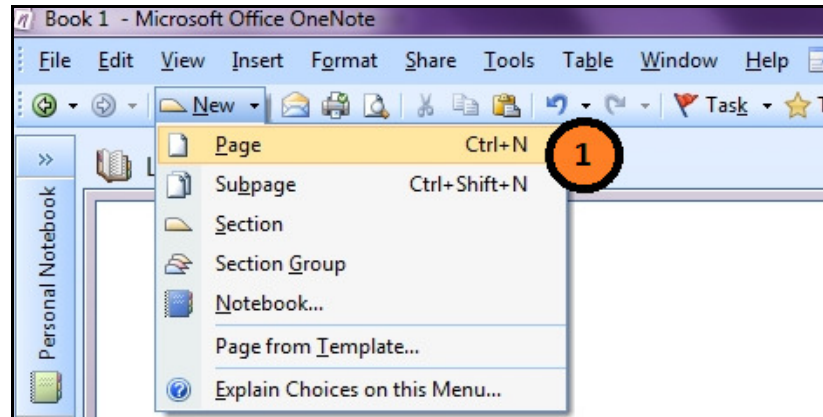 Book 1 - Microsoft Office OneNote
File Edit View Insert Format Share Tools Table Window Help
New Task
Page Ctrl+N
1
Subpage Ctrl+Shift+N
Section
Section Group
Notebook...
Page from Template...
Explain Choices on this Menu...
Personal Notebook